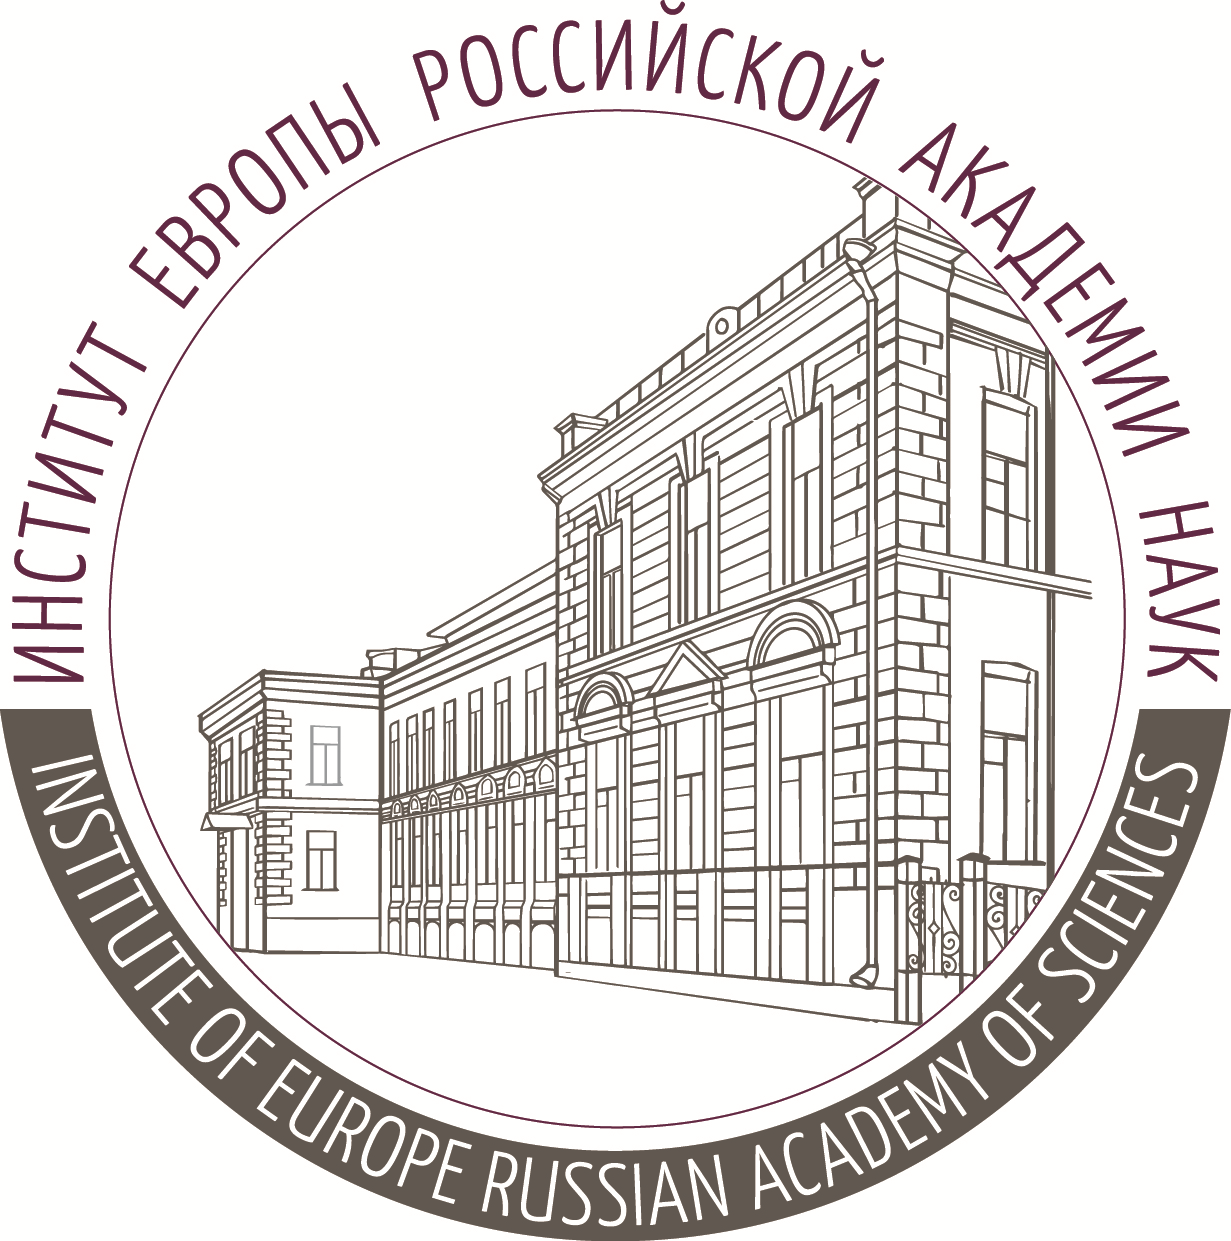 ИНСТИТУТ ЕВРОПЫ РОССИЙСКОЙ АКАДЕМИИ НАУК
INSTITUTE OF EUROPE RUSSIAN ACADEMY OF SCIENCES